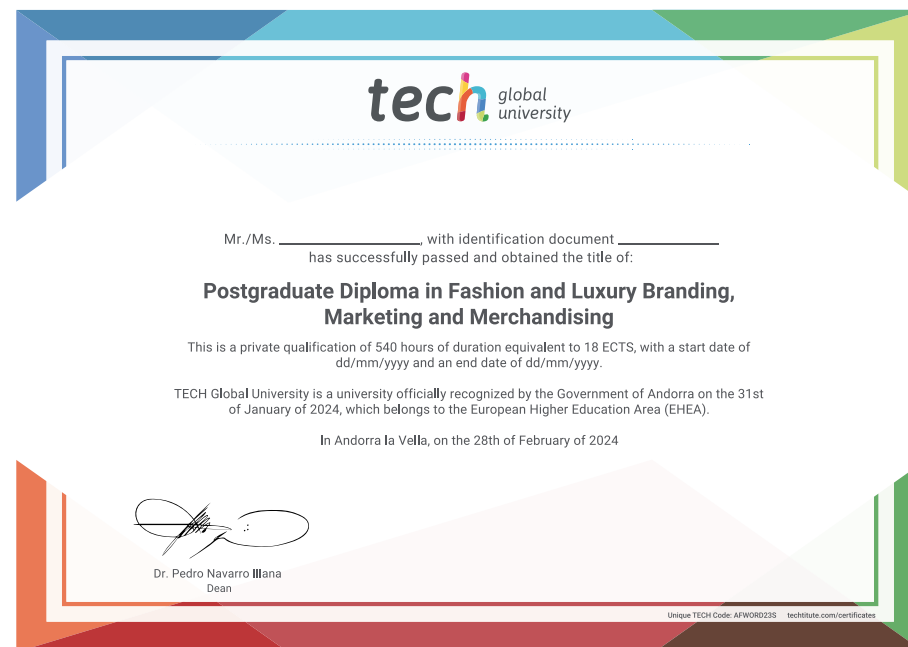 tech global university
Mr./Ms. ____________________, with identification document ______________
has successfully passed and obtained the title of:
Postgraduate Diploma in Fashion and Luxury Branding,
Marketing and Merchandising
This is a private qualification of 540 hours of duration equivalent to 18 ECTS, with a start date of
dd/mm/yyyy and an end date of dd/mm/yyyy.
TECH Global University is a university officially recognized by the Government of Andorra on the 31st
of January of 2024, which belongs to the European Higher Education Area (EHEA).
In Andorra la Vella, on the 28th of February of 2024
Dr. Pedro Navarro Illana
Dean
Unique TECH Code: AFWORD23S techtitute.com/certificates